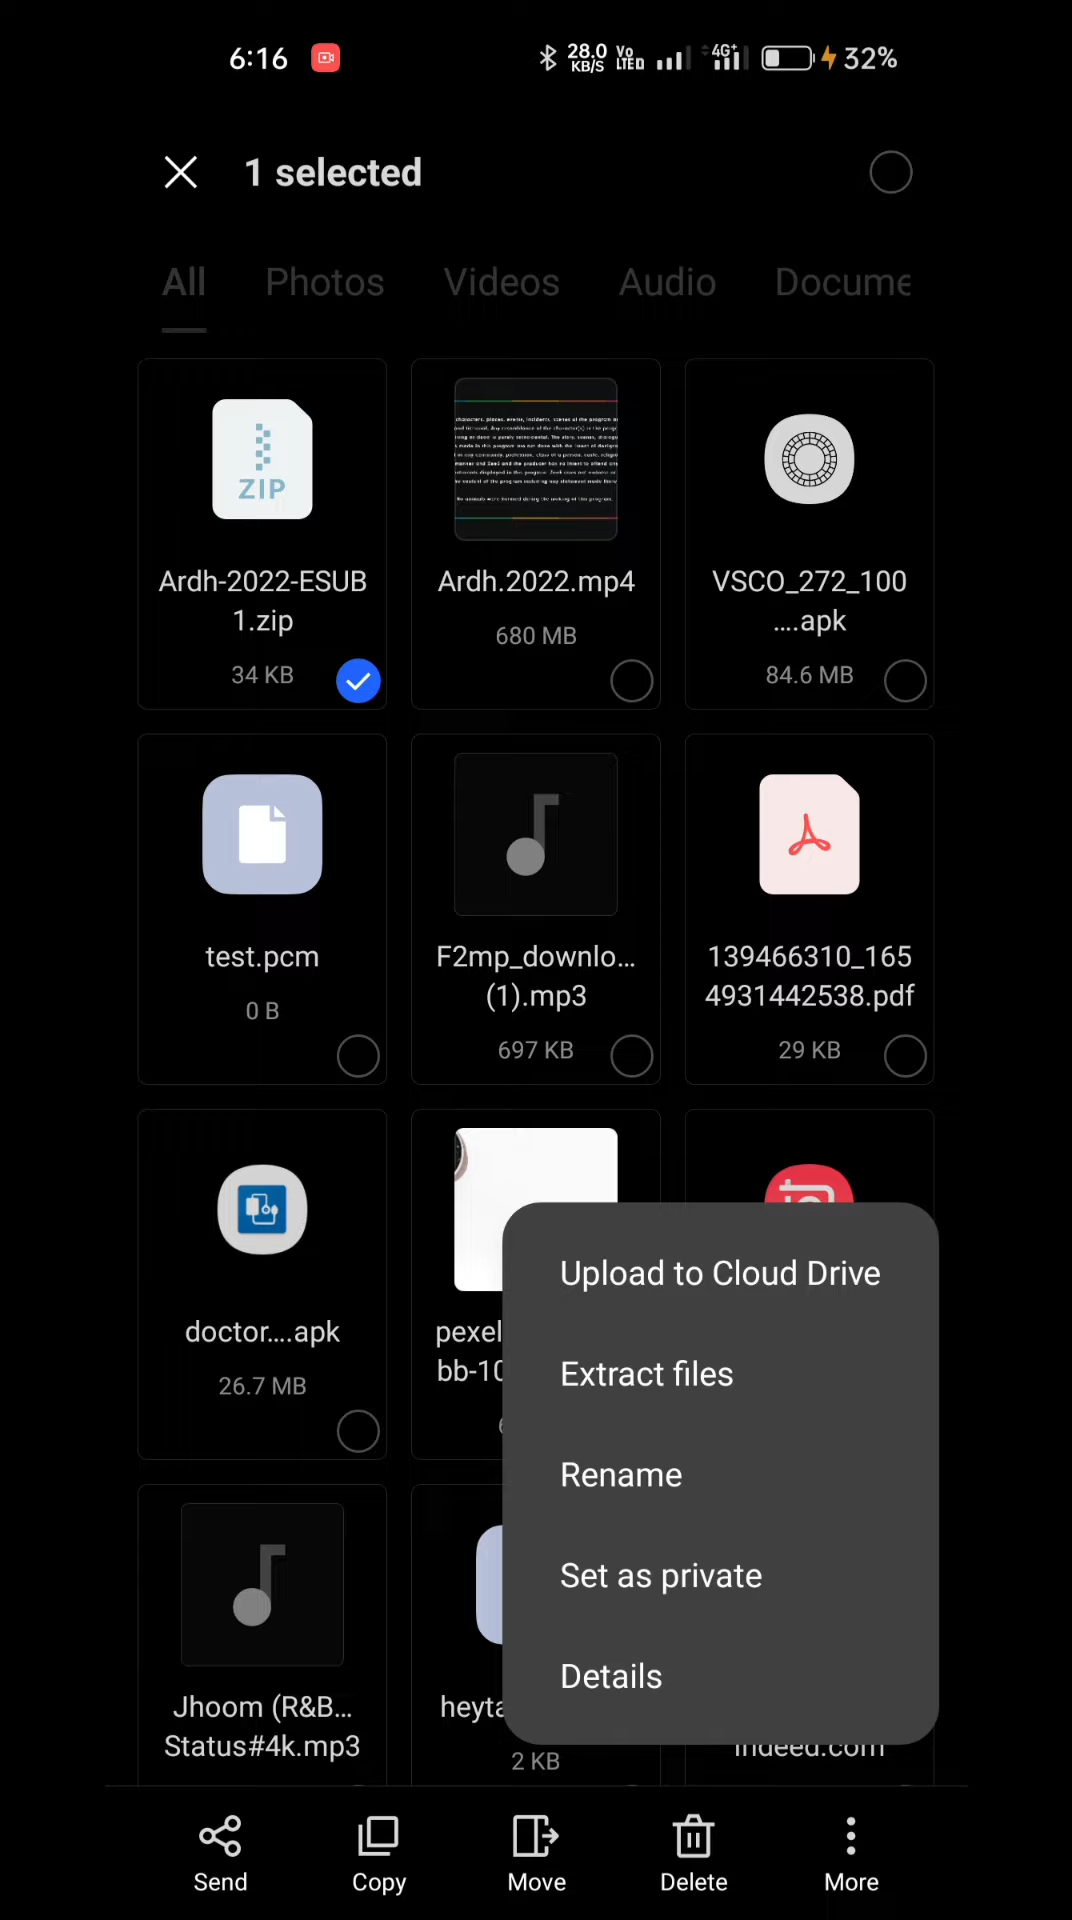 6:16
28.0 KB/S
Vo LTE
4G+
32%
1 selected
All Photos Videos Audio Docume
ZIP
Ardh-2022-ESUB
1.zip
34 KB
Ardh.2022.mp4
680 MB
VSCO_272_100
....apk
84.6 MB
test.pcm
0 B
F2mp_downlo...
(1).mp3
697 KB
139466310_165
4931442538.pdf
29 KB
doctor....apk
26.7 MB
pexel
bb-10
Upload to Cloud Drive
Extract files
Rename
Set as private
Details
Jhoom (R&B...
Status#4k.mp3
heyta
2 KB
indeed.com
Send Copy Move Delete More